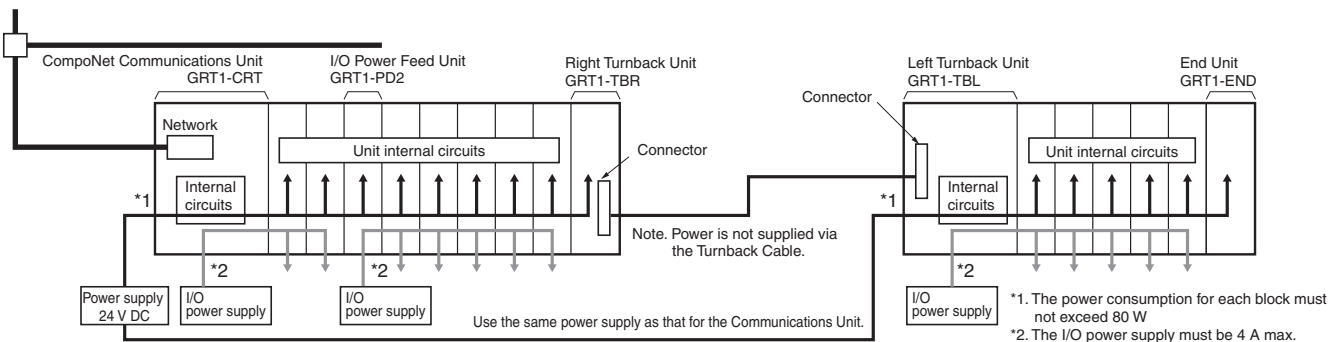 CompoNet Communications Unit
GRT1-CRT
I/O Power Feed Unit
GRT1-PD2
Right Turnback Unit
GRT1-TBR
Left Turnback Unit
GRT1-TBL
End Unit
GRT1-END
Connector
Network
Unit internal circuits
Connector
Unit internal circuits
Internal
circuits
*1
Note. Power is not supplied via
the Turnback Cable.
*1
Internal
circuits
*2
*2
*2
Power supply
24 V DC
I/O
power supply
I/O
power supply
Use the same power supply as that for the Communications Unit.
I/O
power supply
*1. The power consumption for each block must
not exceed 80 W
*2. The I/O power supply must be 4 A max.